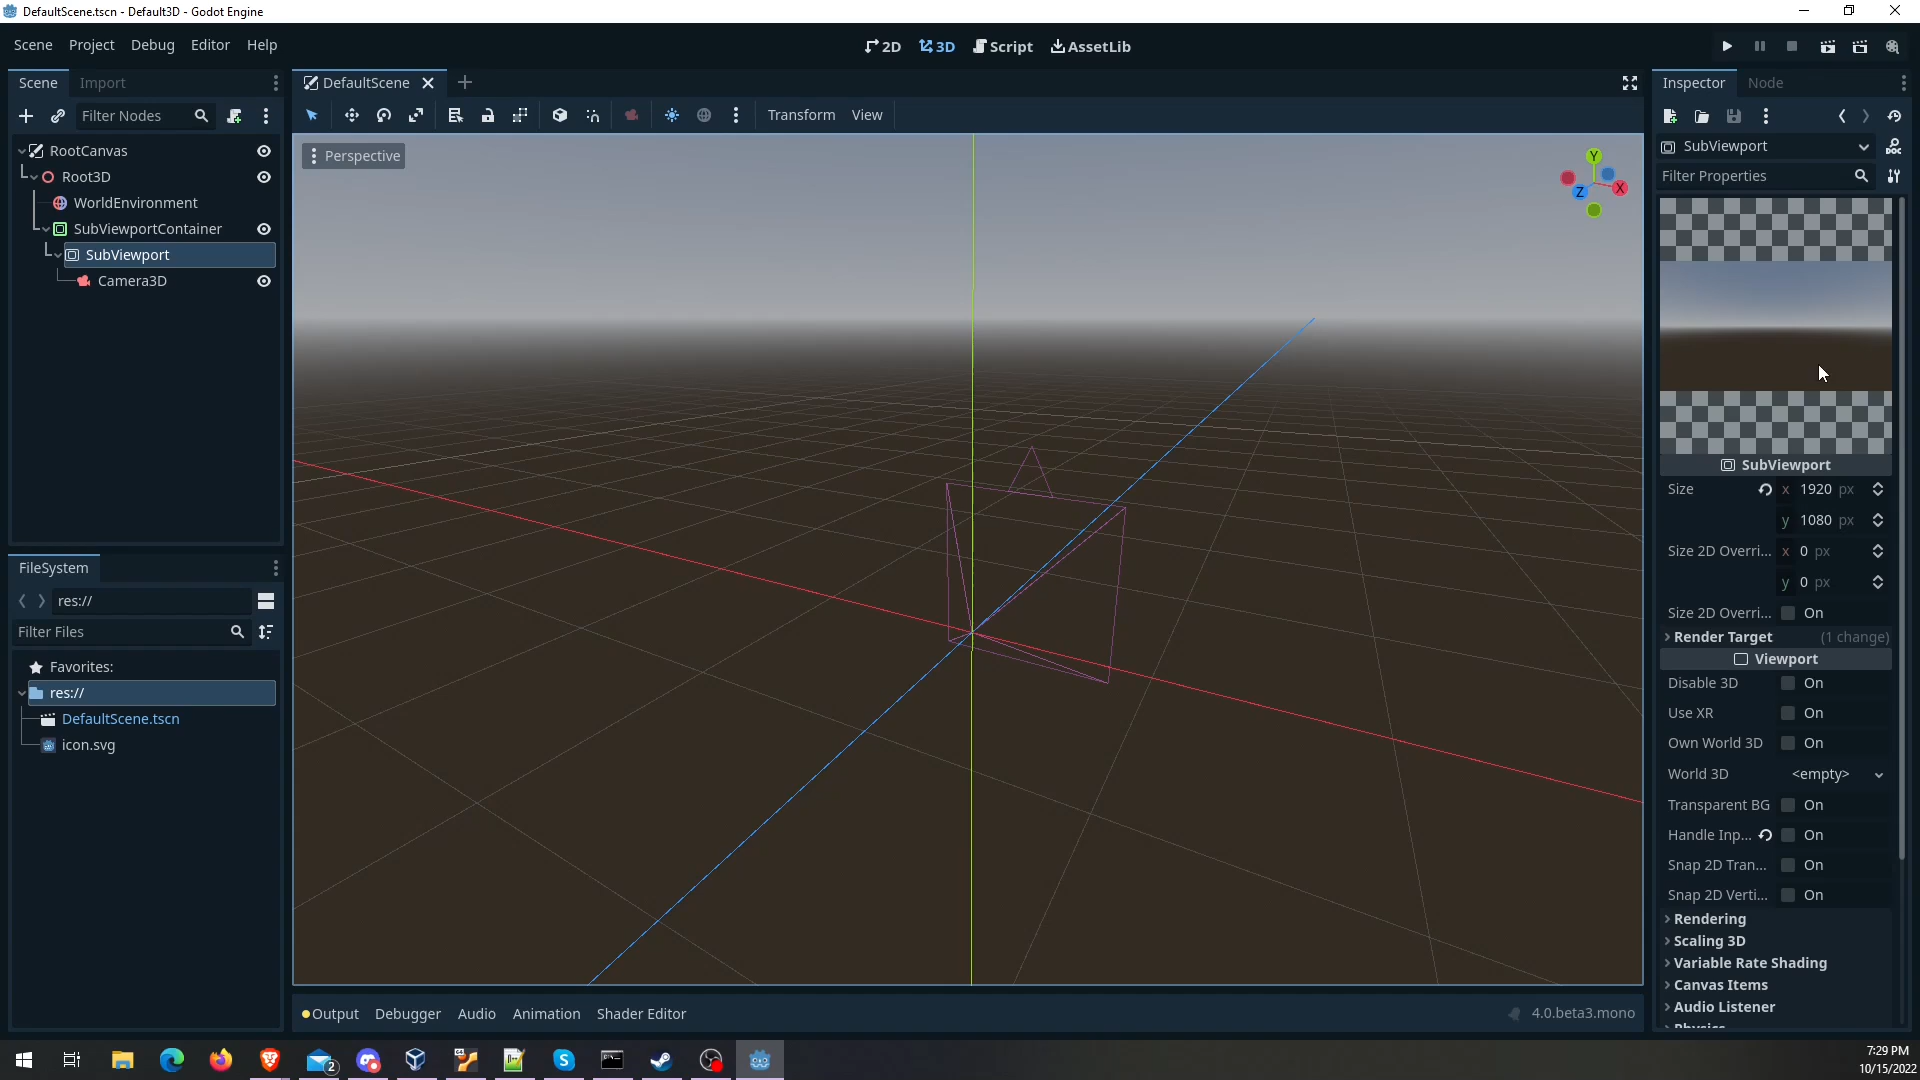 DefaultScene.tscn - Default3D - Godot Engine
Scene Project Debug Editor Help
2D 3D Script AssetLib
Scene Import
Filter Nodes
RootCanvas
Root3D
WorldEnvironment
SubViewportContainer
SubViewport
Camera3D
FileSystem
res://
Filter Files
Favorites:
res://
DefaultScene.tscn
icon.svg
DefaultScene
Transform View
Perspective
Y
X
Z
Output Debugger Audio Animation Shader Editor
4.0.beta3.mono
Inspector Node
SubViewport
DOC
Filter Properties
SubViewport
Size x 1920 px
y 1080 px
Size 2D Overri... x 0 px
y 0 px
Size 2D Overri... On
Render Target (1 change)
Viewport
Disable 3D On
Use XR On
Own World 3D On
World 3D <empty>
Transparent BG On
Handle Inp... On
Snap 2D Tran... On
Snap 2D Verti... On
Rendering
Scaling 3D
Variable Rate Shading
Canvas Items
Audio Listener
Physics
2
7:29 PM
10/15/2022